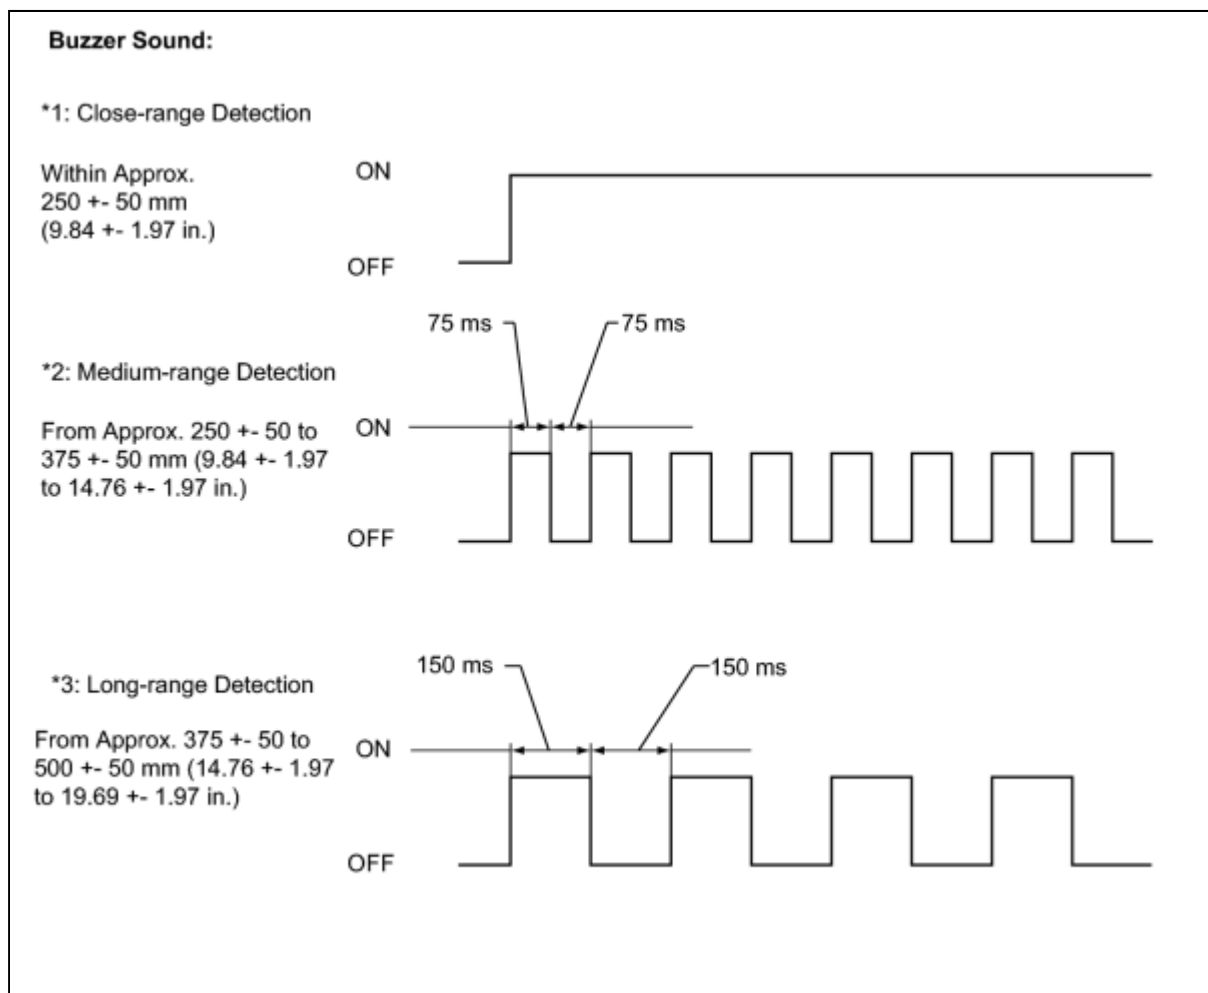 Buzzer Sound:
*1: Close-range Detection
Within Approx.
250 +- 50 mm
(9.84 +- 1.97 in.)
ON
OFF
75 ms
75 ms
*2: Medium-range Detection
From Approx. 250 +- 50 to
375 +- 50 mm (9.84 +- 1.97
to 14.76 +- 1.97 in.)
ON
OFF
150 ms
150 ms
*3: Long-range Detection
From Approx. 375 +- 50 to
500 +- 50 mm (14.76 +- 1.97
to 19.69 +- 1.97 in.)
ON
OFF